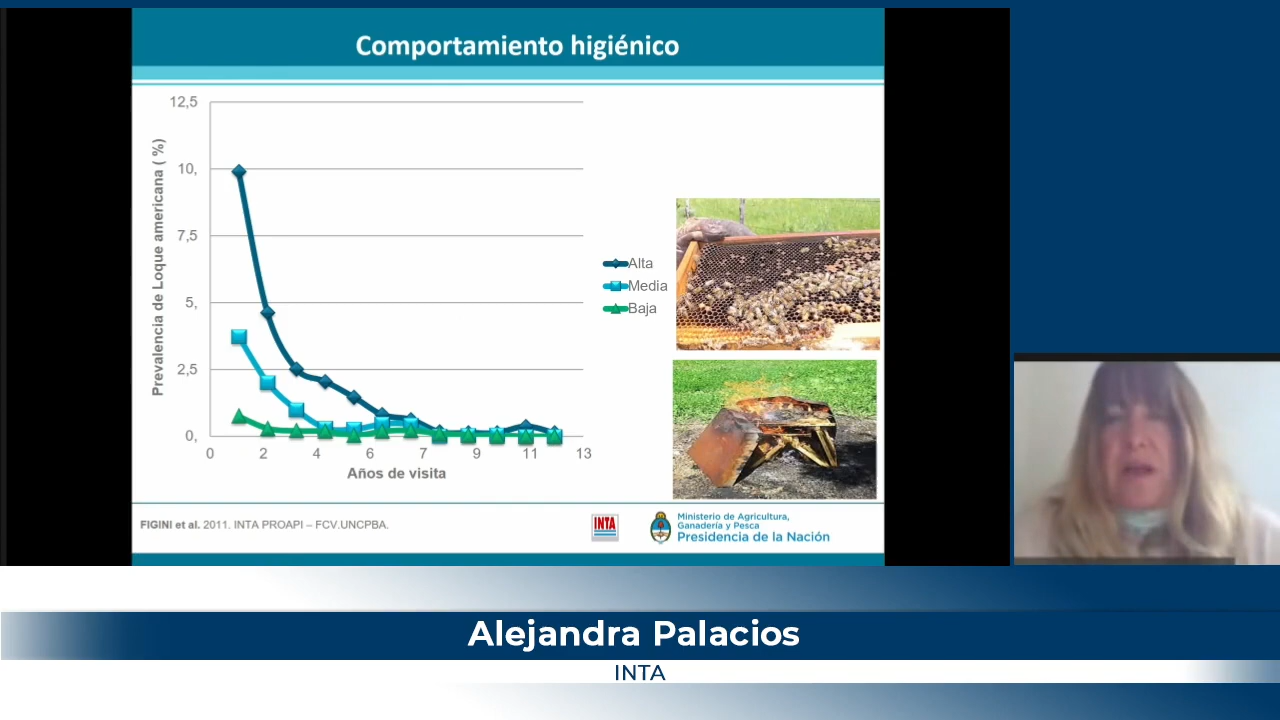 Comportamiento higiénico
12,5
10,
7,5
5,
2,5
0,
Prevalencia de Loque americana ( %)
0 2 4 6 7 9 11 13
Años de visita
Alta
Media
Baja
FIGINI et al. 2011. INTA PROAPI – FCV.UNCPBA.
INTA
Ministerio de Agricultura,
Ganadería y Pesca
Presidencia de la Nación
Alejandra Palacios
INTA